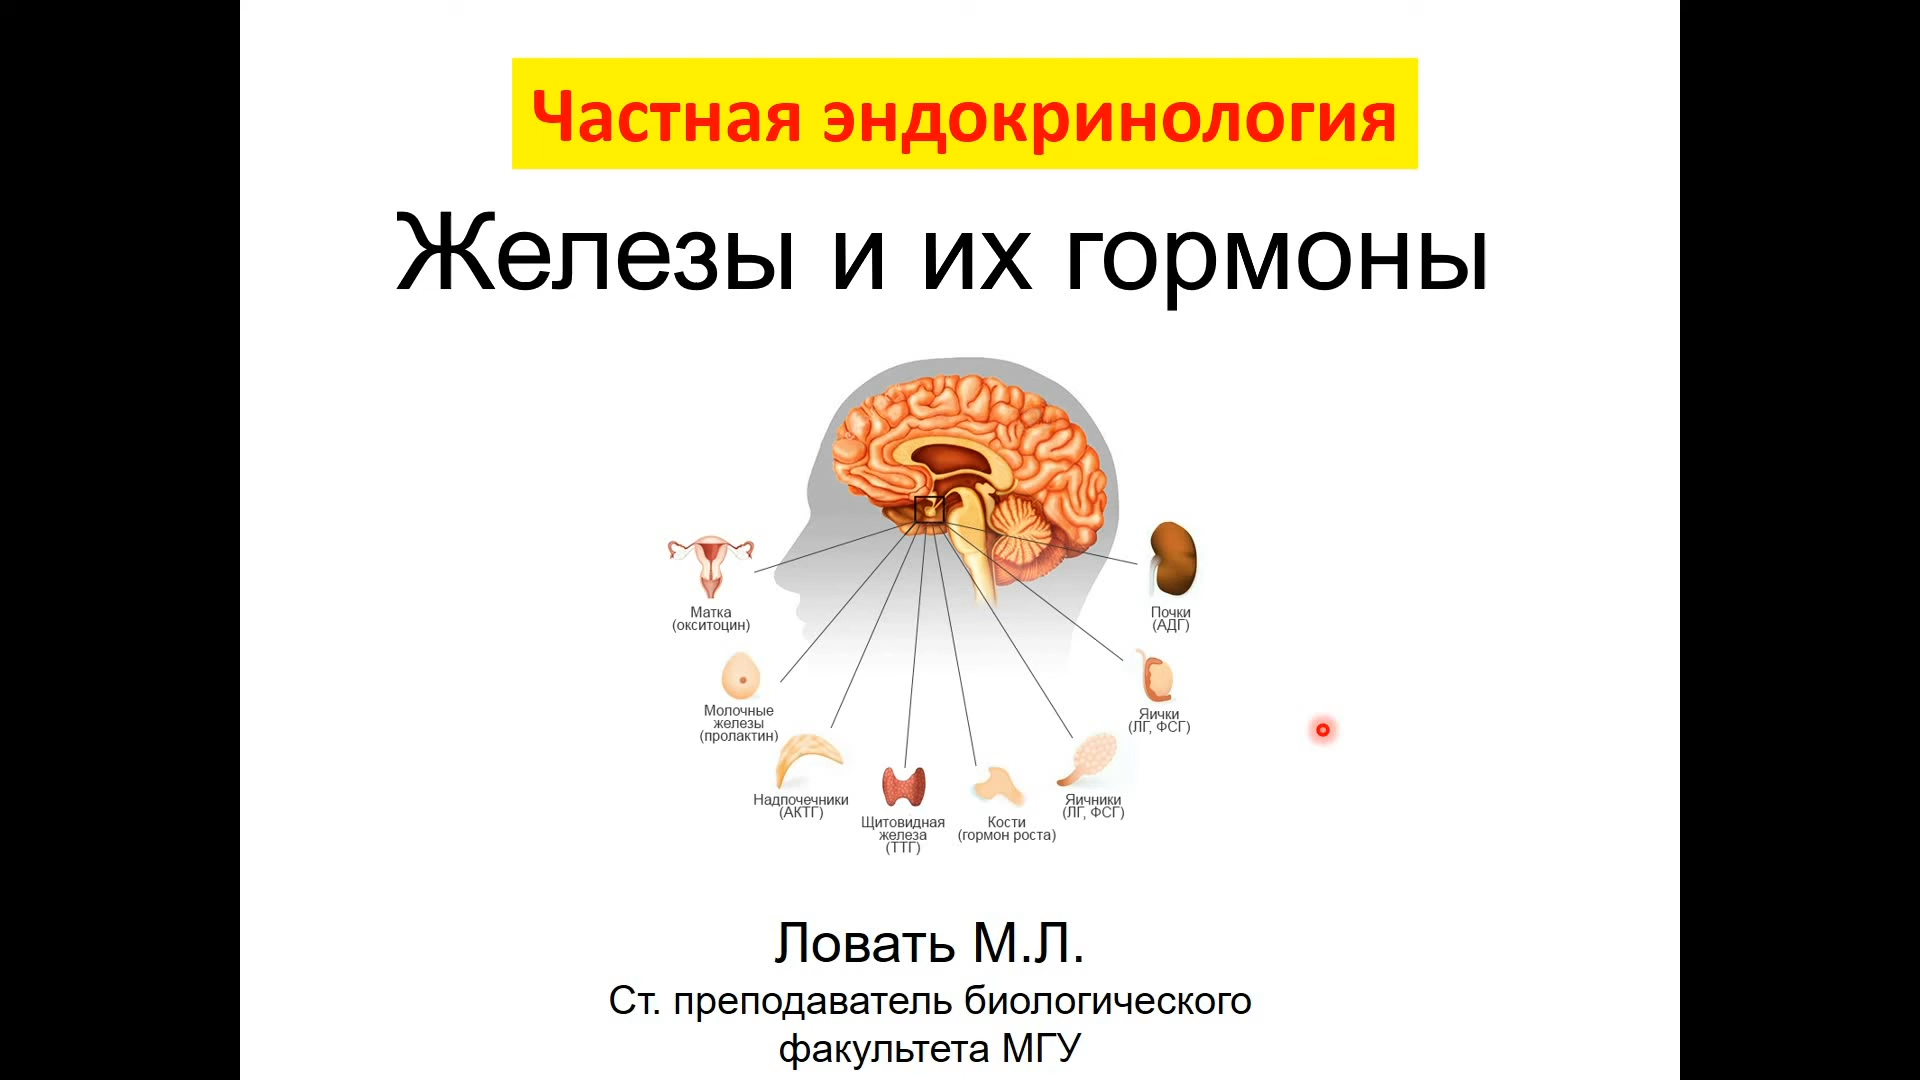 Частная эндокринология
Железы и их гормоны
Матка
(окситоцин)
Молочные
железы
(пролактин)
Надпочечники
(АКТГ)
Щитовидная
железа
(ТТГ)
Кости
(гормон роста)
Яичники
(ЛГ, ФСГ)
Яички
(ЛГ, ФСГ)
Почки
(АДГ)
Ловать М.Л.
Ст. преподаватель биологического
факультета МГУ